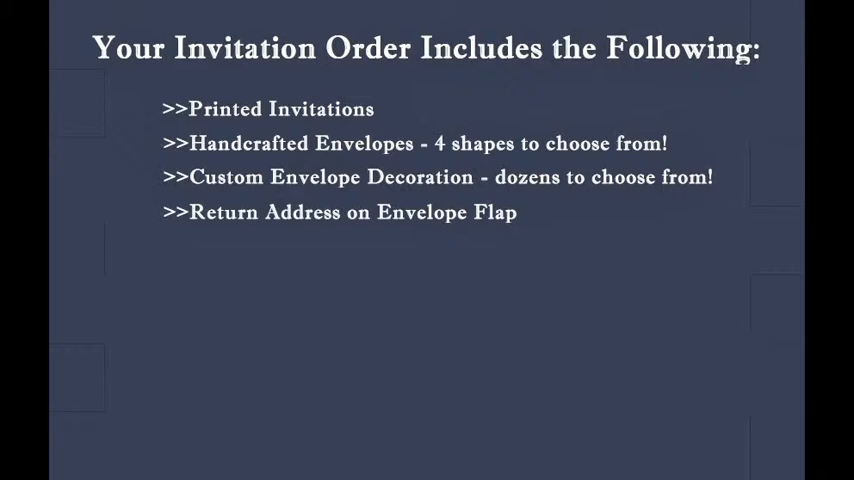 Your Invitation Order Includes the Following:
>>Printed Invitations
>>Handcrafted Envelopes - 4 shapes to choose from!
>>Custom Envelope Decoration - dozens to choose from!
>>Return Address on Envelope Flap